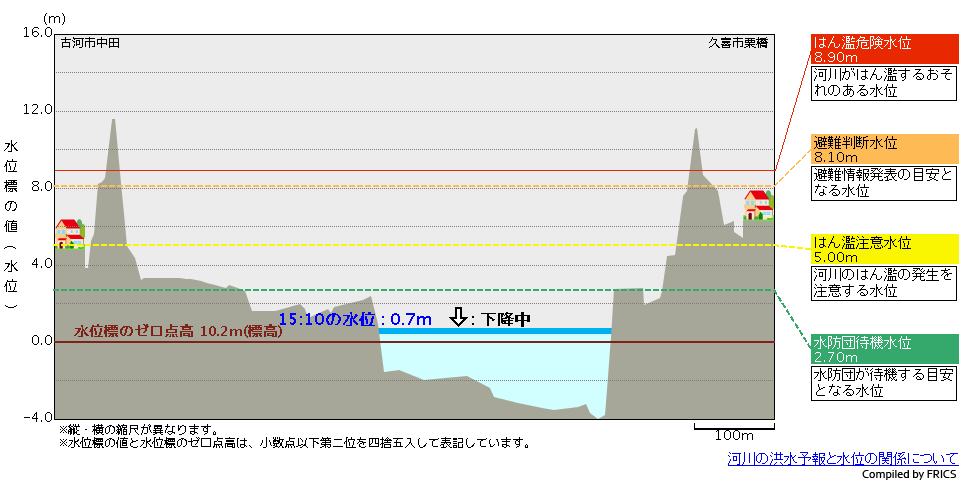 (m)
16.0
12.0
8.0
4.0
0.0
-4.0
水位標の値(水位)
古河市中田
久喜市栗橋
水位標のゼロ点高 10.2m(標高)
15:10の水位:0.7m
:下降中
はん濫危険水位
8.90m
河川がはん濫するおそ
れのある水位
避難判断水位
8.10m
避難情報発表の目安と
なる水位
はん濫注意水位
5.00m
河川のはん濫の発生を
注意する水位
水防団待機水位
2.70m
水防団が待機する目安
となる水位
※縦・横の縮尺が異なります。
※水位標の値と水位標のゼロ点高は、小数点以下第二位を四捨五入して表記しています。
100m
河川の洪水予報と水位の関係について
Compiled by FRICS